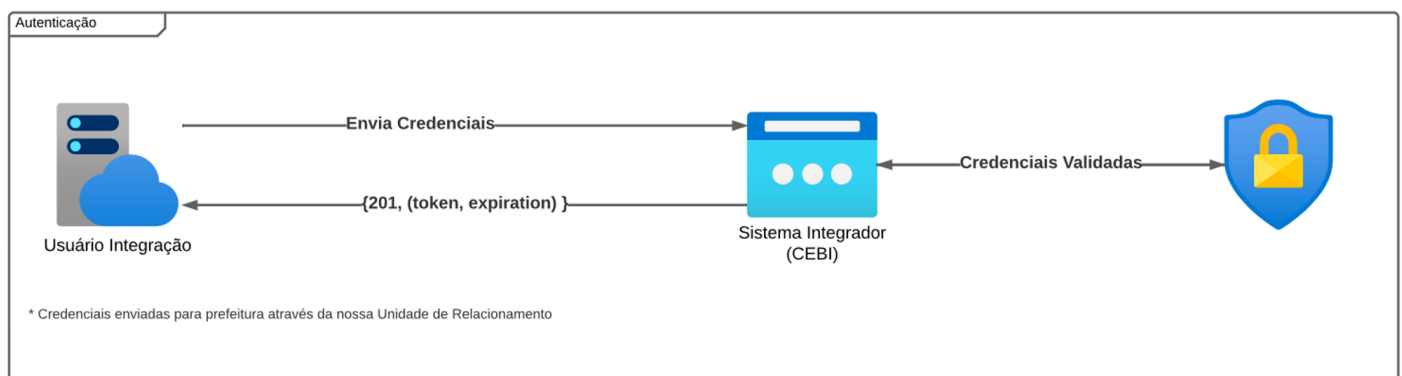 Autenticação
Envia Credenciais
Credenciais Validadas
{201, (token, expiration) }
Usuário Integração
Sistema Integrador
(CEBI)
* Credenciais enviadas para prefeitura através da nossa Unidade de Relacionamento